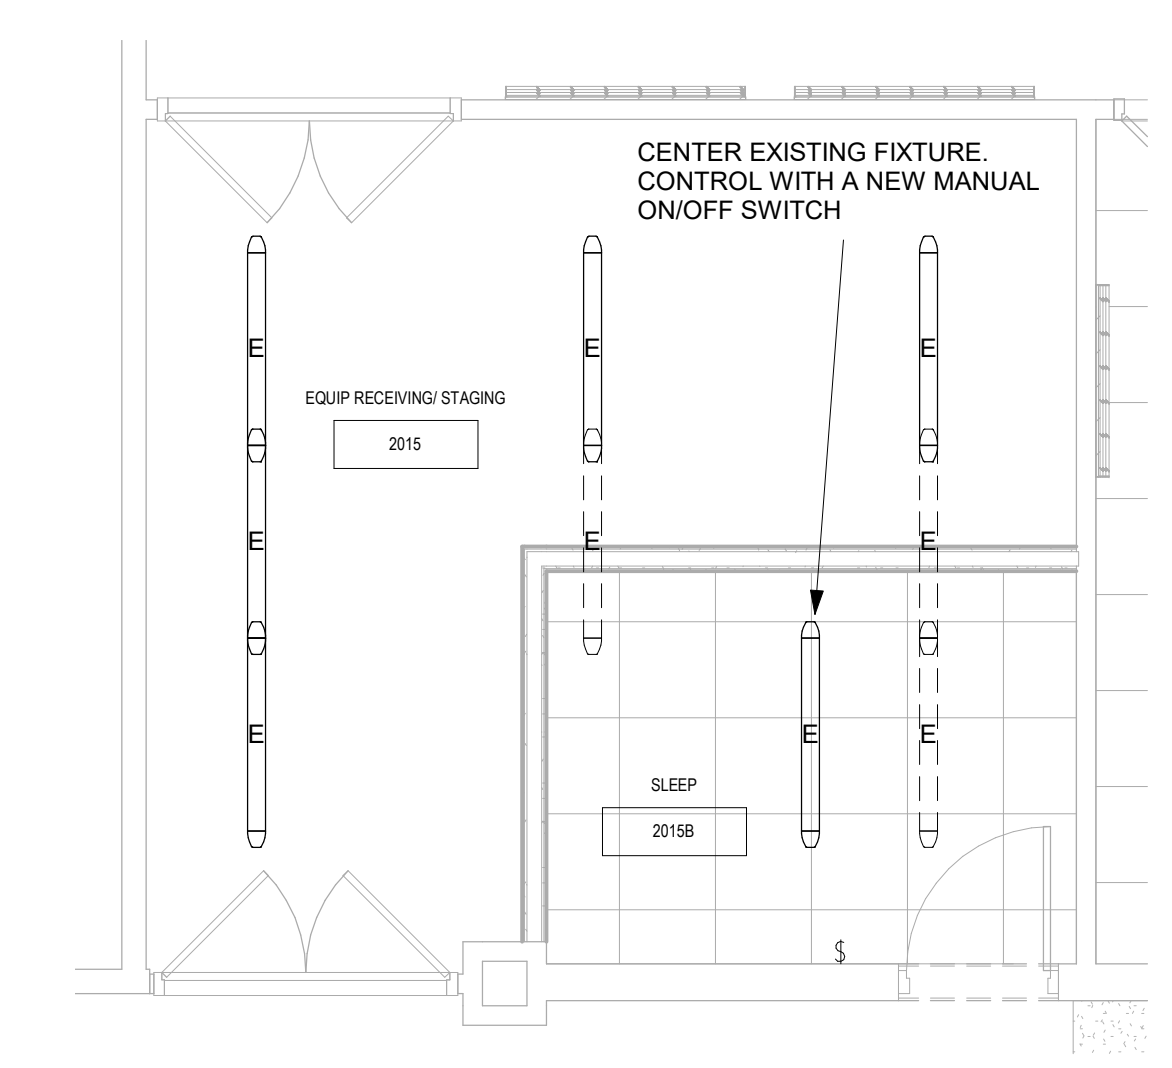 CENTER EXISTING FIXTURE.
CONTROL WITH A NEW MANUAL
ON/OFF SWITCH
E
E
E
EQUIP RECEIVING/ STAGING
2015
E
E
E
E
E
E
SLEEP
2015B
$